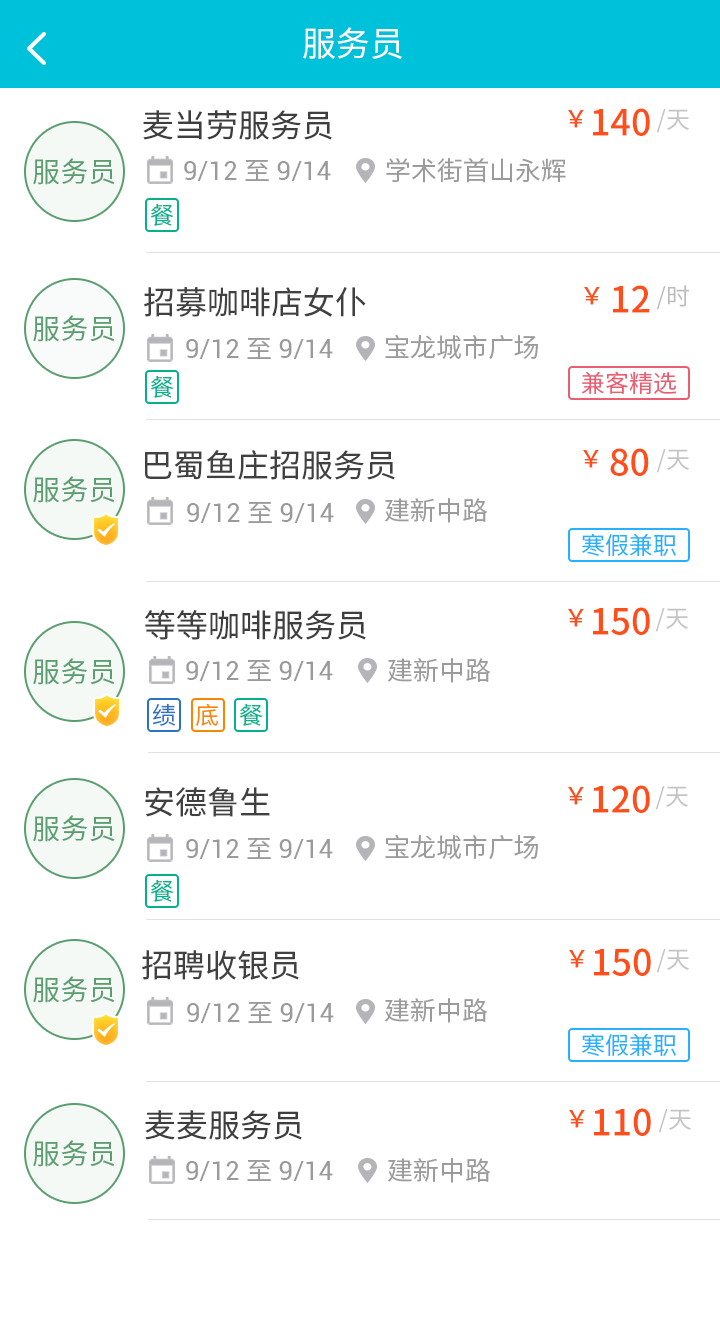 服务员
服务员
麦当劳服务员
¥ 140 /天
9/12 至 9/14 学术街首山永辉
餐
服务员
招募咖啡店女仆
¥ 12 /时
9/12 至 9/14 宝龙城市广场
餐
兼客精选
服务员
巴蜀鱼庄招服务员
¥ 80 /天
9/12 至 9/14 建新中路
寒假兼职
服务员
等等咖啡服务员
¥ 150 /天
9/12 至 9/14 建新中路
绩 底 餐
服务员
安德鲁生
¥ 120 /天
9/12 至 9/14 宝龙城市广场
餐
服务员
招聘收银员
¥ 150 /天
9/12 至 9/14 建新中路
寒假兼职
服务员
麦麦服务员
¥ 110 /天
9/12 至 9/14 建新中路